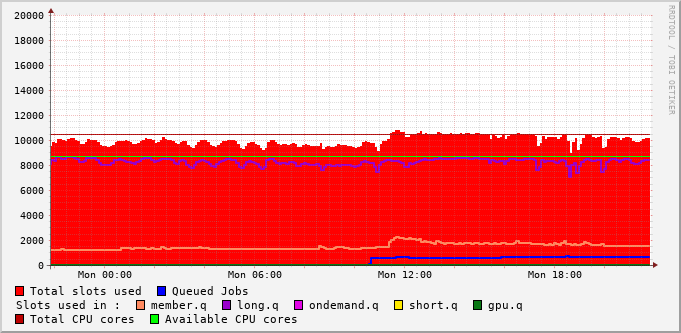 20000
18000
16000
14000
12000
10000
8000
6000
4000
2000
0
Mon 00:00 Mon 06:00 Mon 12:00 Mon 18:00
RRDTOOL / TOBI OETIKER
Total slots used Queued Jobs
Slots used in : member.q long.q ondemand.q short.q gpu.q
Total CPU cores Available CPU cores